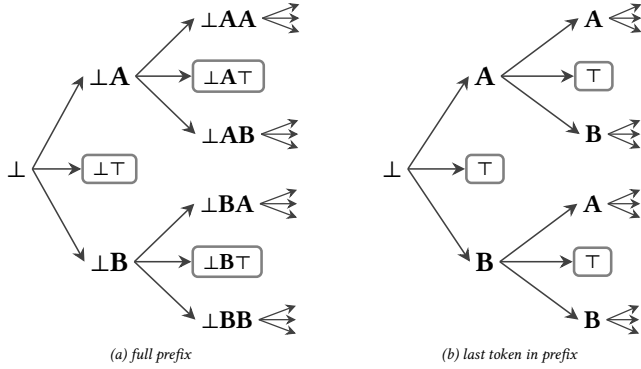 ⊥AA A
⊥A ⊥A⊤ A ⊤
⊥AB B
⊥ ⊥⊤ ⊥ ⊤
⊥BA A
⊥B ⊥B⊤ B ⊤
⊥BB B
(a) full prefix (b) last token in prefix